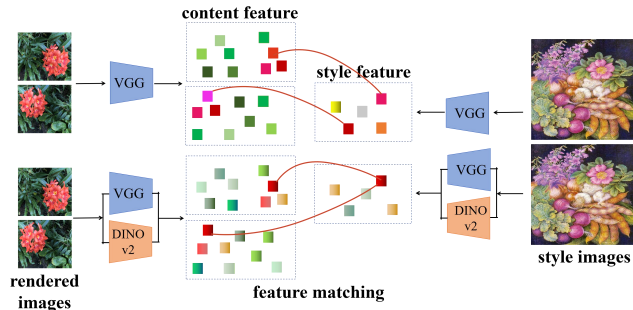 content feature
VGG
style feature
VGG
VGG
DINO
v2
VGG
DINO
v2
rendered
images
feature matching
style images